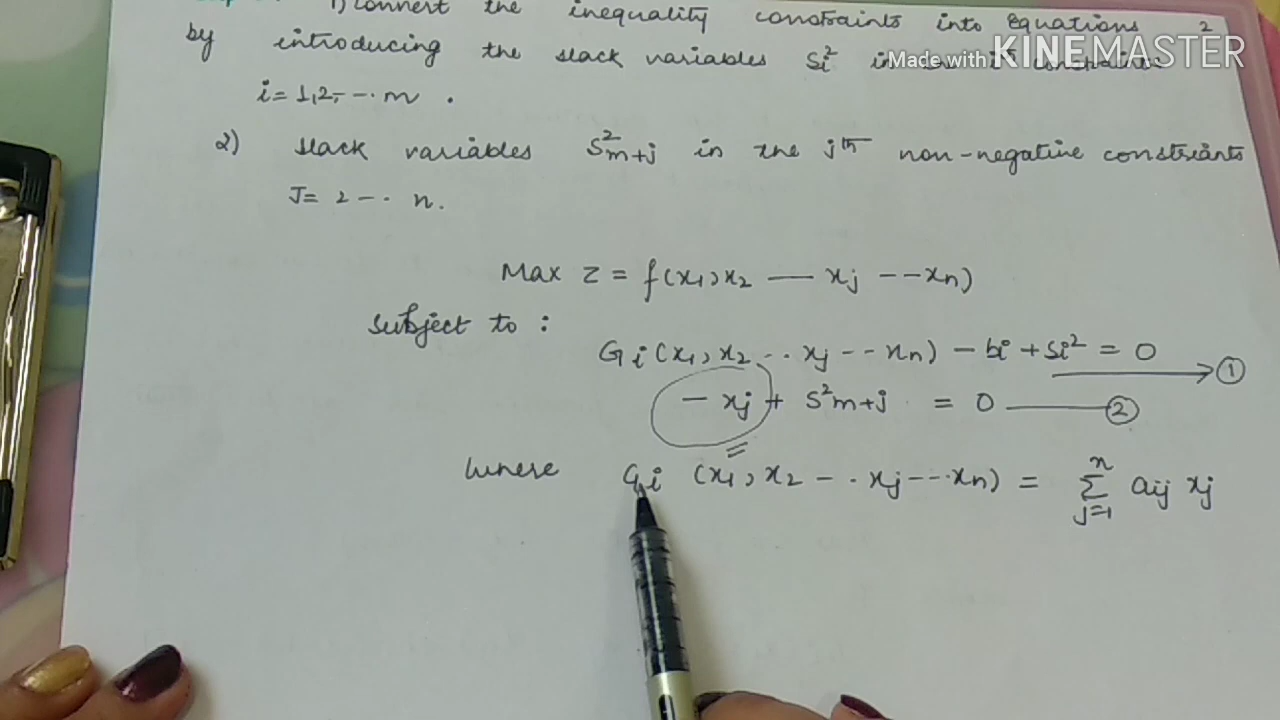 1) convert the inequality constraints into equations 2
by introducing the slack variables Si² in
Made with KINEMASTER
i=1,2,-..m.
2) slack variables S²m+j in the jth non-negative constraints
J= 2 --. n.
Max z = f(x1,x2 — xj --xn)
Subject to :
Gi(x1,x2..xj--xn) - bi + Si² = 0 → ①
- xj + S²m+j = 0 — ②
where Gi (x1,x2-..xj--..xn) = Σ aij xj
n
j=1